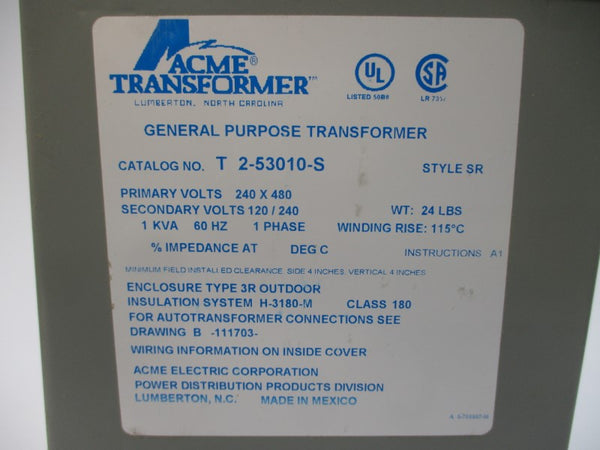 ACME®
TRANSFORMER™
LUMBERTON, NORTH CAROLINA
UL
LISTED
SA
LR
GENERAL PURPOSE TRANSFORMER
CATALOG NO. T 2-53010-S STYLE SR
PRIMARY VOLTS 240 X 480
SECONDARY VOLTS 120 / 240 WT: 24 LBS
1 KVA 60 HZ 1 PHASE WINDING RISE: 115°C
% IMPEDANCE AT DEG C INSTRUCTIONS A1
MINIMUM FIELD INSTALLED CLEARANCE, SIDE 4 INCHES, VERTICAL 4 INCHES
ENCLOSURE TYPE 3R OUTDOOR
INSULATION SYSTEM H-3180-M CLASS 180
FOR AUTOTRANSFORMER CONNECTIONS SEE
DRAWING B -111703-
WIRING INFORMATION ON INSIDE COVER
ACME ELECTRIC CORPORATION
POWER DISTRIBUTION PRODUCTS DIVISION
LUMBERTON, N.C. MADE IN MEXICO
A